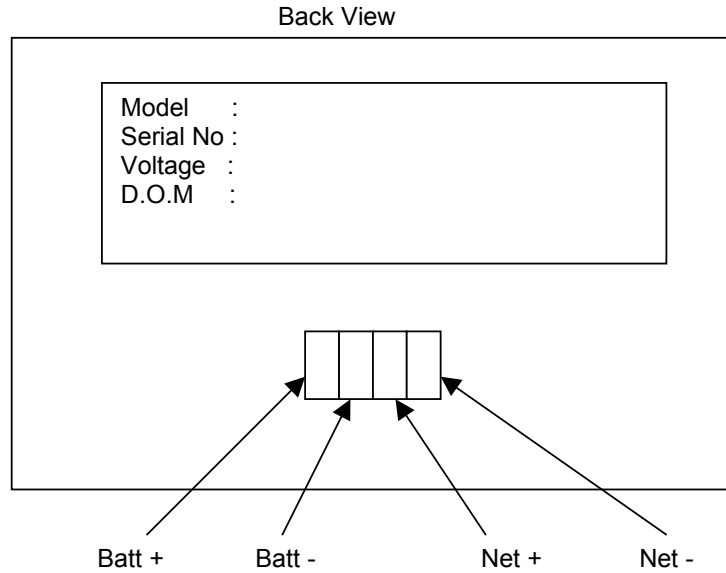 Back View
Model :
Serial No :
Voltage :
D.O.M :
Batt + Batt - Net + Net -